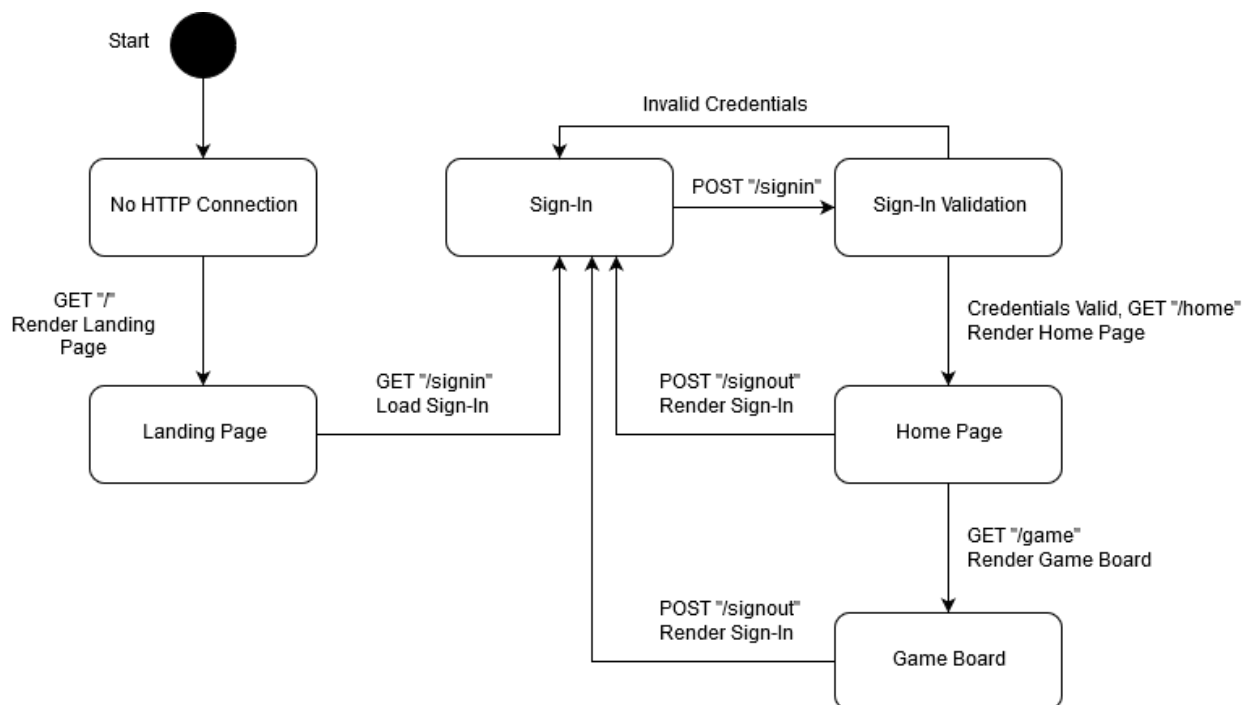 Start
Invalid Credentials
No HTTP Connection
Sign-In
POST "/signin"
Sign-In Validation
GET "/"
Render Landing
Page
Credentials Valid, GET "/home"
Render Home Page
GET "/signin"
Load Sign-In
POST "/signout"
Render Sign-In
Landing Page
Home Page
GET "/game"
Render Game Board
POST "/signout"
Render Sign-In
Game Board